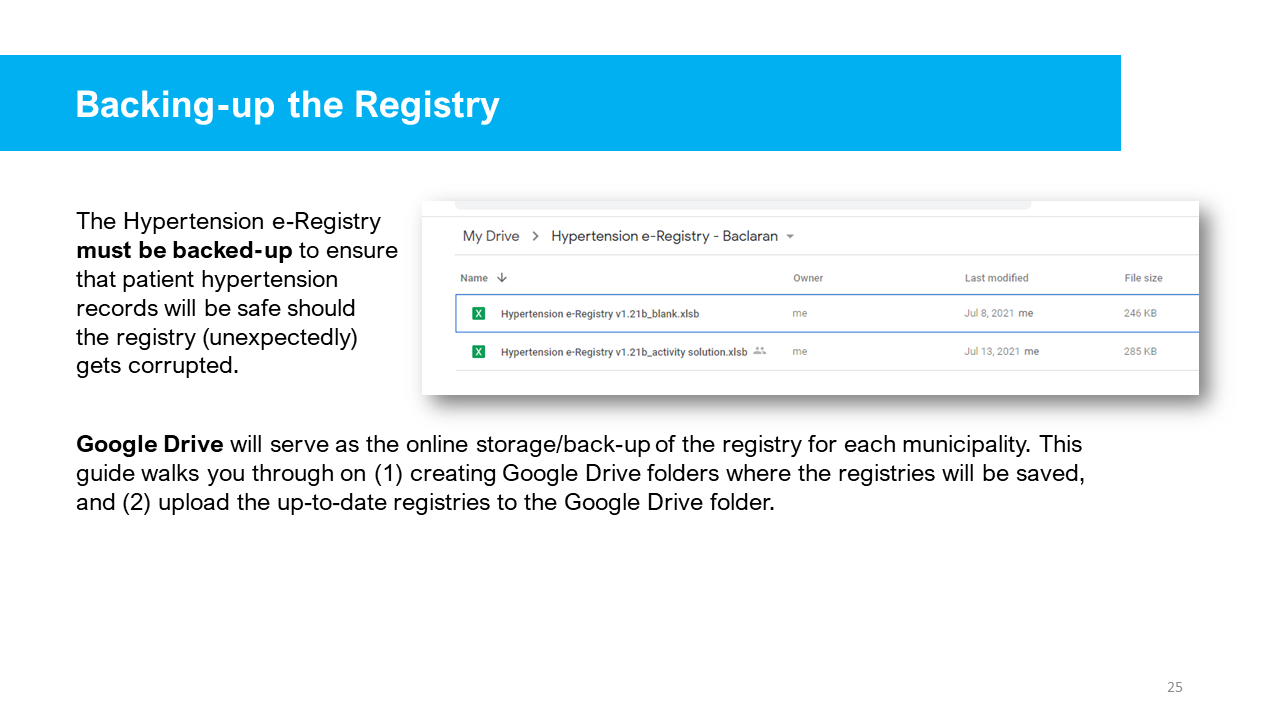 Backing-up the Registry
The Hypertension e-Registry
must be backed-up to ensure
that patient hypertension
records will be safe should
the registry (unexpectedly)
gets corrupted.
My Drive > Hypertension e-Registry - Baclaran
Name Owner Last modified File size
Hypertension e-Registry v1.21b_blank.xlsb me Jul 8, 2021 me 246 KB
Hypertension e-Registry v1.21b_activity solution.xlsb me Jul 13, 2021 me 285 KB
Google Drive will serve as the online storage/back-up of the registry for each municipality. This
guide walks you through on (1) creating Google Drive folders where the registries will be saved,
and (2) upload the up-to-date registries to the Google Drive folder.
25